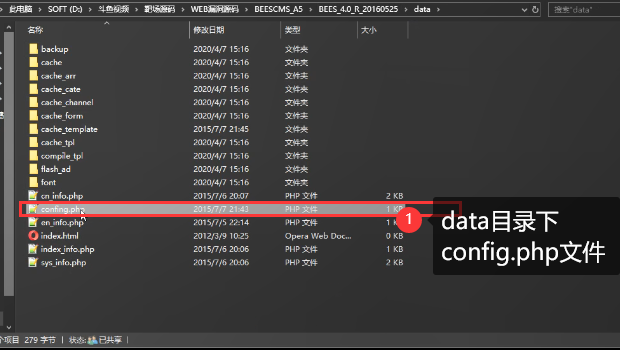 此电脑 > SOFT (D:) > 斗鱼视频 > 靶场源码 > WEB漏洞源码 > BEESCMS_A5 > BEES_4.0_R_20160525 > data > 搜索"data"
修改日期 类型 大小
backup 2020/4/7 15:16 文件夹
cache 2020/4/7 15:16 文件夹
cache_arr 2020/4/7 15:16 文件夹
cache_cate 2020/4/7 15:16 文件夹
cache_channel 2020/4/7 15:16 文件夹
cache_form 2020/4/7 15:16 文件夹
cache_template 2015/7/7 21:45 文件夹
cache_tpl 2020/4/7 15:16 文件夹
compile_tpl 2020/4/7 15:16 文件夹
flash_ad 2020/4/7 15:16 文件夹
font 2020/4/7 15:16 文件夹
cn_info.php 2015/7/6 20:07 PHP 文件 2 KB
confing.php 2015/7/7 21:43 PHP 文件 1 KB
en_info.php 2015/7/5 22:14 PHP 文件 1 KB
index.html 2012/3/9 10:25 Opera Web Doc... 0 KB
index_info.php 2015/7/6 20:06 PHP 文件 1 KB
sys_info.php 2015/7/6 20:06 PHP 文件 2 KB
1
data目录下
config.php文件
个项目 279 字节 状态: 已共享